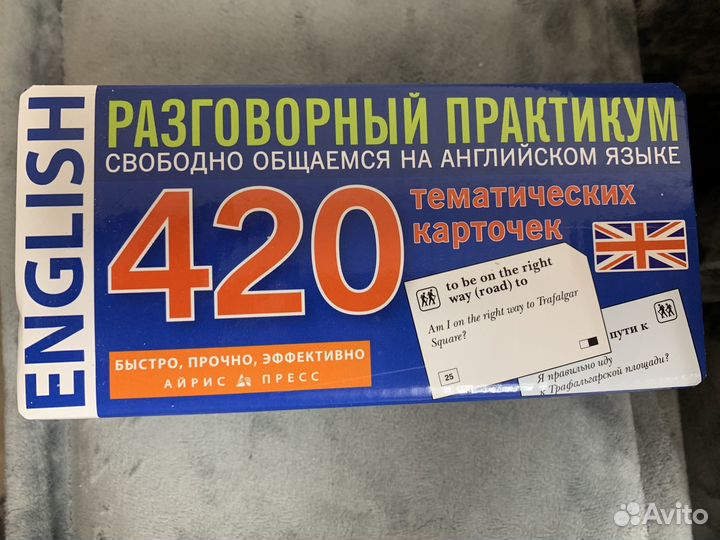 ENGLISH
РАЗГОВОРНЫЙ ПРАКТИКУМ
СВОБОДНО ОБЩАЕМСЯ НА АНГЛИЙСКОМ ЯЗЫКЕ
420
тематических
карточек
to be on the right
way (road) to
Am I on the right way to Trafalgar
Square?
25
пути к
Я правильно иду
к Трафальгарской площади?
БЫСТРО, ПРОЧНО, ЭФФЕКТИВНО
АЙРИС ПРЕСС
Avito